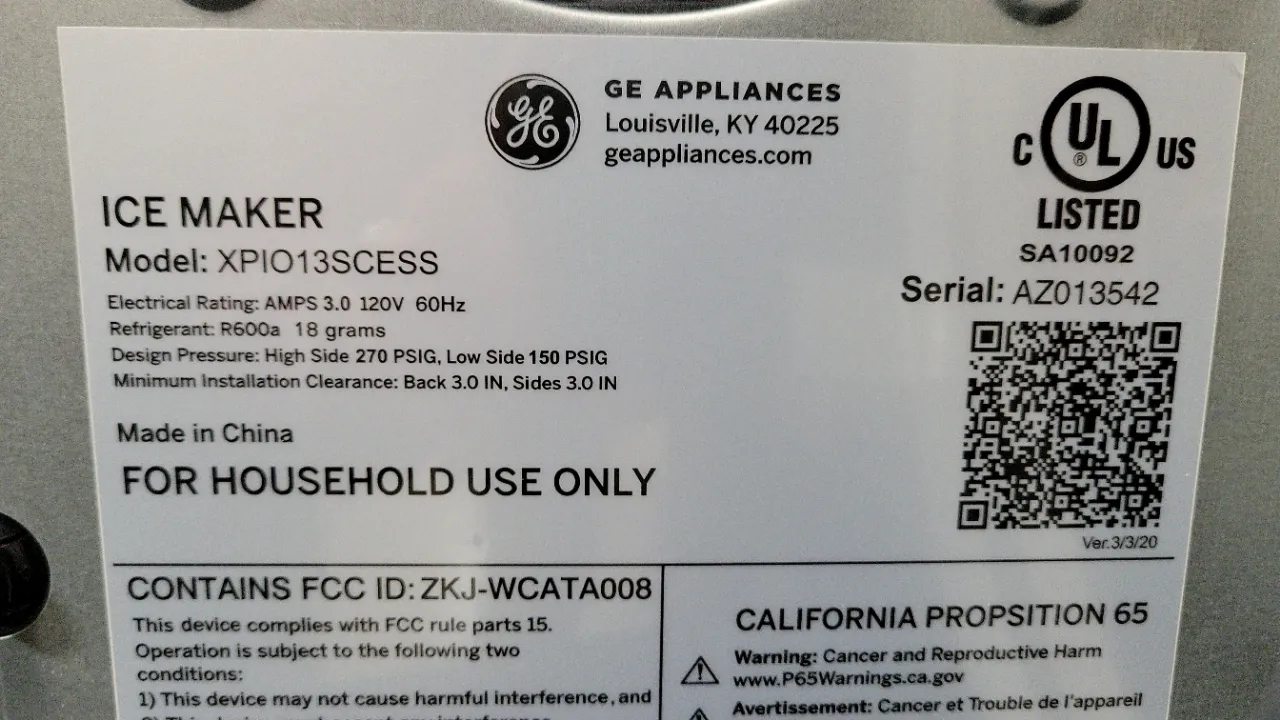 GE
GE APPLIANCES
Louisville, KY 40225
geappliances.com
C UL ® US
LISTED
SA10092
Serial: AZ013542
ICE MAKER
Model: XPIO13SCESS
Electrical Rating: AMPS 3.0 120V 60Hz
Refrigerant: R600a 18 grams
Design Pressure: High Side 270 PSIG, Low Side 150 PSIG
Minimum Installation Clearance: Back 3.0 IN, Sides 3.0 IN
Made in China
FOR HOUSEHOLD USE ONLY
Ver.3/3/20
CONTAINS FCC ID: ZKJ-WCATA008
This device complies with FCC rule parts 15.
Operation is subject to the following two
conditions:
1) This device may not cause harmful interference, and
CALIFORNIA PROPSITION 65
Warning: Cancer and Reproductive Harm
www.P65Warnings.ca.gov
Avertissement: Cancer et Trouble de l'appareil